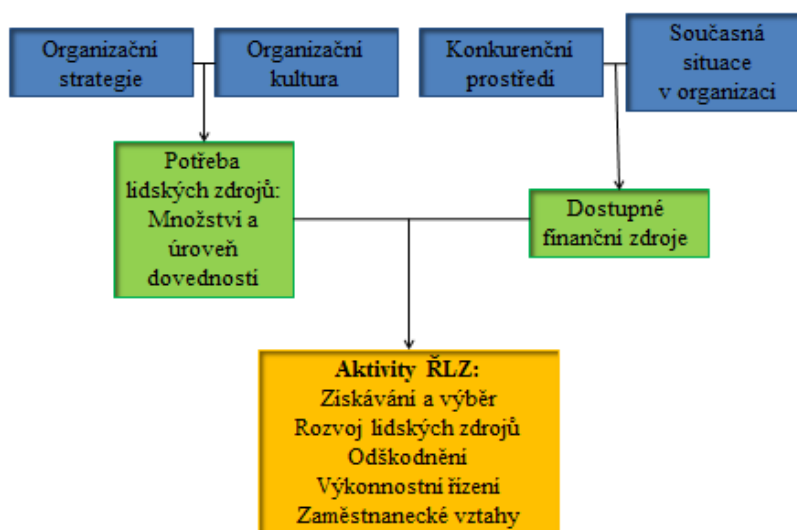 Organizační
strategie
Organizační
kultura
Konkurenční
prostředí
Současná
situace
v organizaci
Potřeba
lidských zdrojů:
Množství a
úroveň
dovedností
Dostupné
finanční zdroje
Aktivity ŘLZ:
Získávání a výběr
Rozvoj lidských zdrojů
Odškodnění
Výkonnostní řízení
Zaměstnanecké vztahy